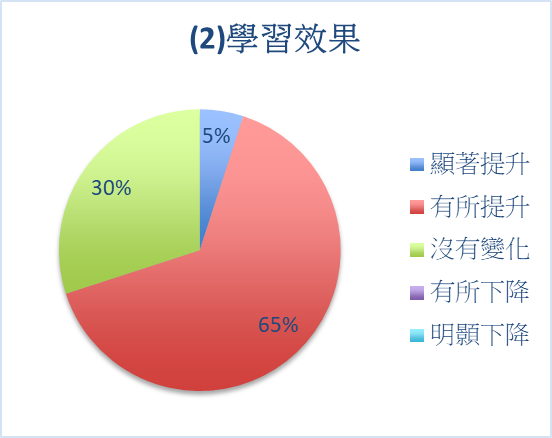 (2)學習效果
5%
30%
65%
顯著提升
有所提升
沒有變化
有所下降
明顯下降